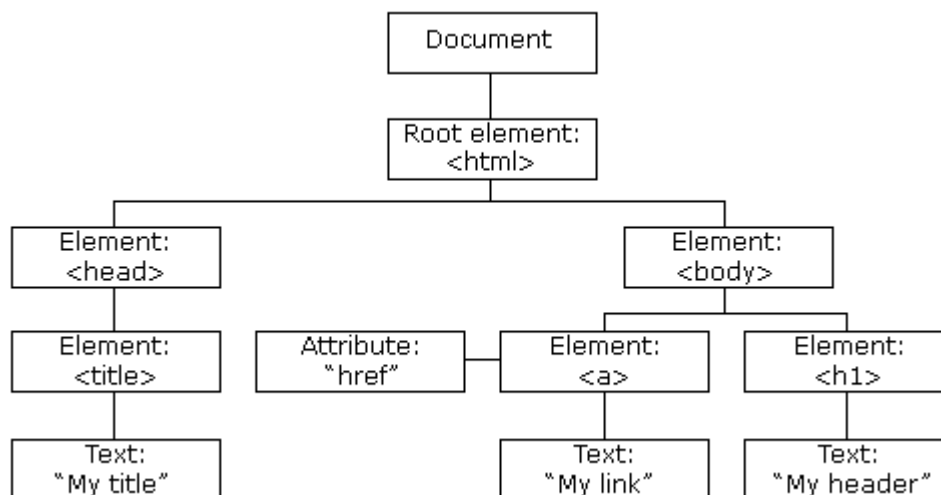 Document
Root element:
<html>
Element:
<head>
Element:
<body>
Element:
<title>
Attribute:
“href”
Element:
<a>
Element:
<h1>
Text:
“My title”
Text:
“My link”
Text:
“My header”